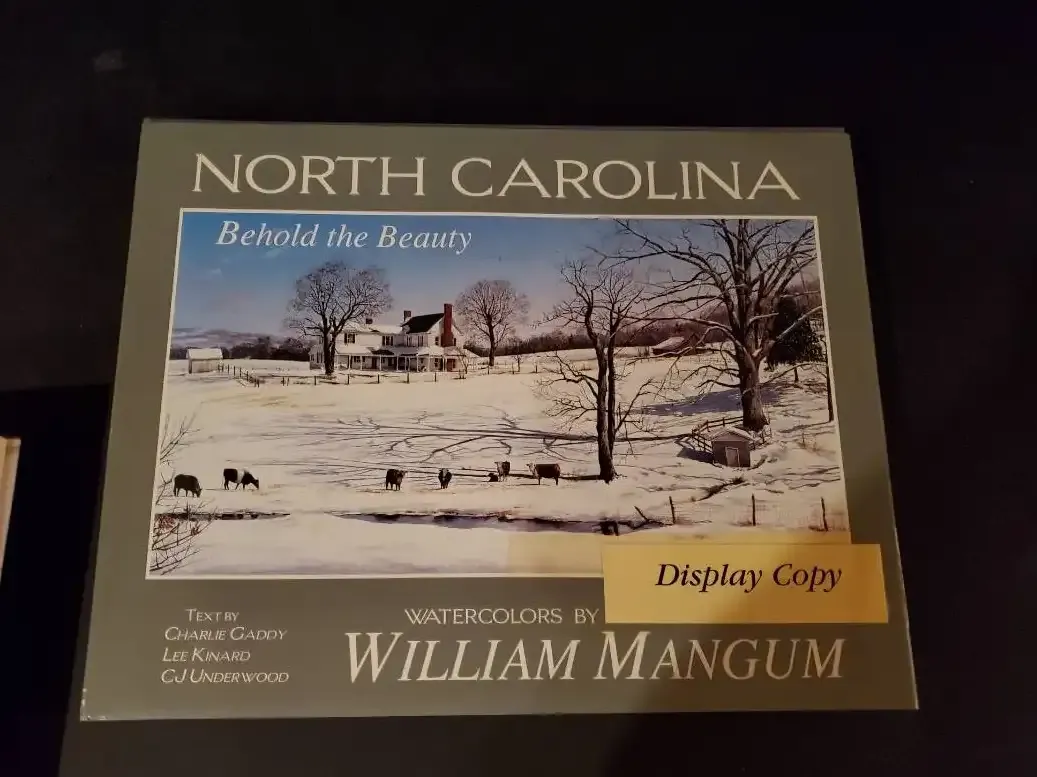 NORTH CAROLINA
Behold the Beauty
Display Copy
TEXT BY
CHARLIE GADDY
LEE KINARD
CJ UNDERWOOD
WATERCOLORS BY
WILLIAM MANGUM